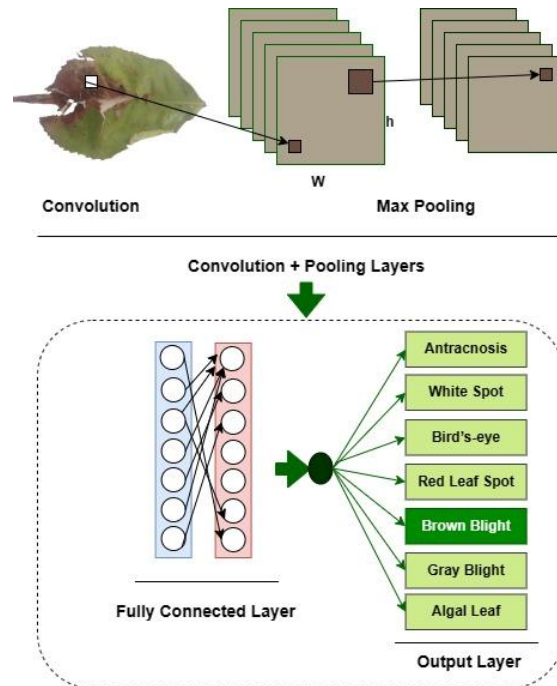 h
W
Convolution
Max Pooling
Convolution + Pooling Layers
Antracnosis
White Spot
Bird's-eye
Red Leaf Spot
Brown Blight
Gray Blight
Algal Leaf
Fully Connected Layer
Output Layer